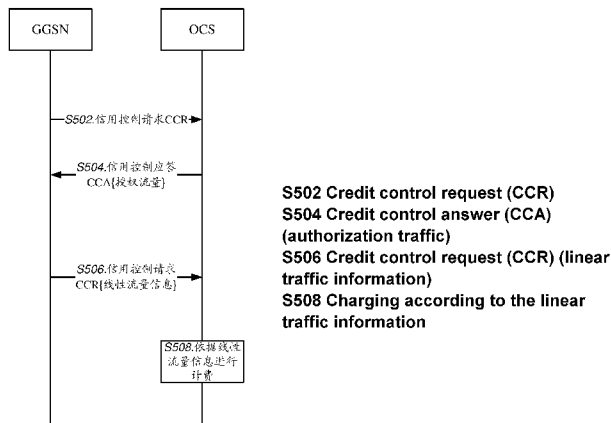 GGSN
OCS
S502.信用控制请求CCR
S504.信用控制应答
CCA{授权流量}
S506.信用控制请求
CCR{线性流量信息}
S508.依据线性
流量信息进行
计费
S502 Credit control request (CCR)
S504 Credit control answer (CCA)
(authorization traffic)
S506 Credit control request (CCR) (linear
traffic information)
S508 Charging according to the linear
traffic information